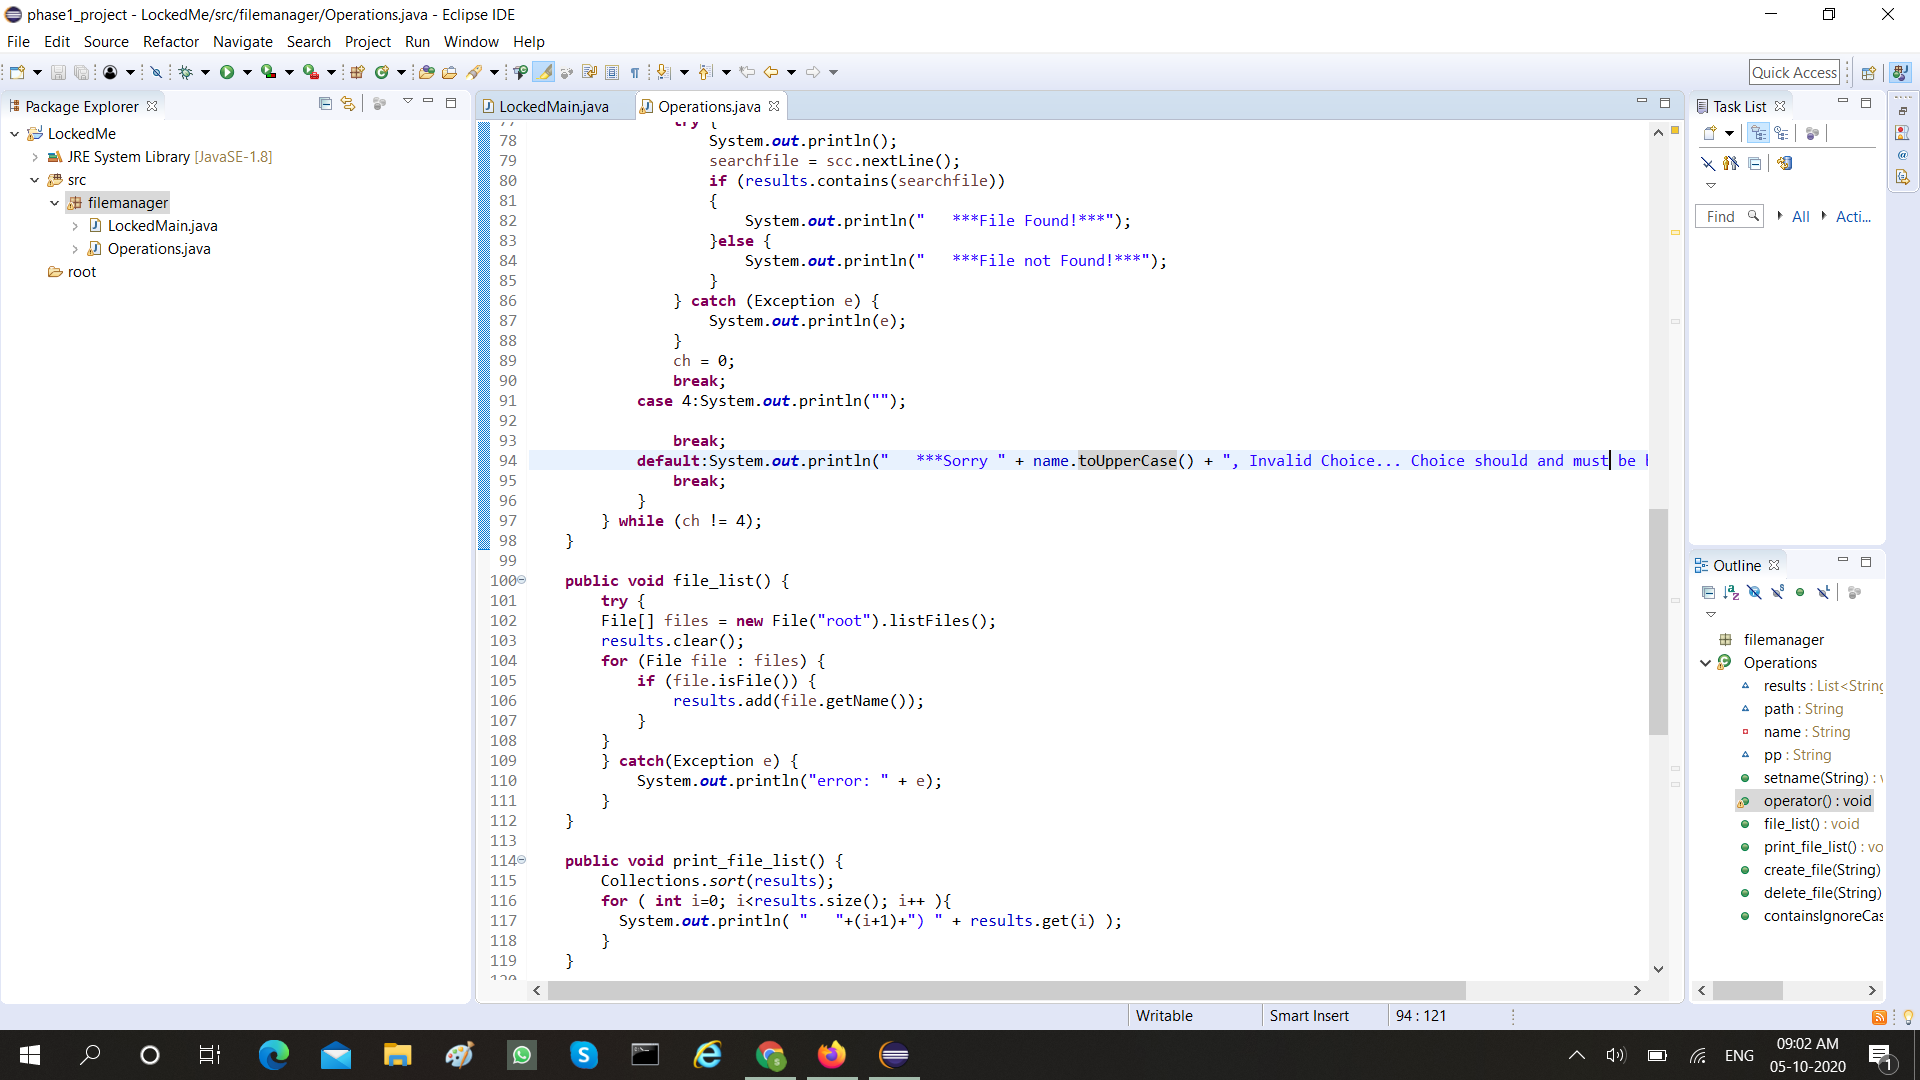 phase1_project - LockedMe/src/filemanager/Operations.java - Eclipse IDE
File Edit Source Refactor Navigate Search Project Run Window Help
Quick Access
Package Explorer
LockedMe
JRE System Library [JavaSE-1.8]
src
filemanager
LockedMain.java
Operations.java
root
LockedMain.java
Operations.java
77 try {
78 System.out.println();
79 searchfile = scc.nextLine();
80 if (results.contains(searchfile))
81 {
82 System.out.println("   ***File Found!***");
83 }else {
84 System.out.println("   ***File not Found!***");
85 }
86 } catch (Exception e) {
87 System.out.println(e);
88 }
89 ch = 0;
90 break;
91 case 4:System.out.println("");
92
93 break;
94 default:System.out.println("   ***Sorry " + name.toUpperCase() + ", Invalid Choice... Choice should and must be
95 break;
96 }
97 } while (ch != 4);
98 }
99
100 public void file_list() {
101 try {
102 File[] files = new File("root").listFiles();
103 results.clear();
104 for (File file : files) {
105 if (file.isFile()) {
106 results.add(file.getName());
107 }
108 }
109 } catch(Exception e) {
110 System.out.println("error: " + e);
111 }
112 }
113
114 public void print_file_list() {
115 Collections.sort(results);
116 for ( int i=0; i<results.size(); i++ ){
117 System.out.println( "   "+(i+1)+") " + results.get(i) );
118 }
119 }
120
Task List
Find All Acti...
Outline
filemanager
Operations
results : List<String
path : String
name : String
pp : String
setname(String) : v
operator() : void
file_list() : void
print_file_list() : vo
create_file(String)
delete_file(String)
containsIgnoreCas
Writable Smart Insert 94 : 121
ENG
09:02 AM
05-10-2020
1